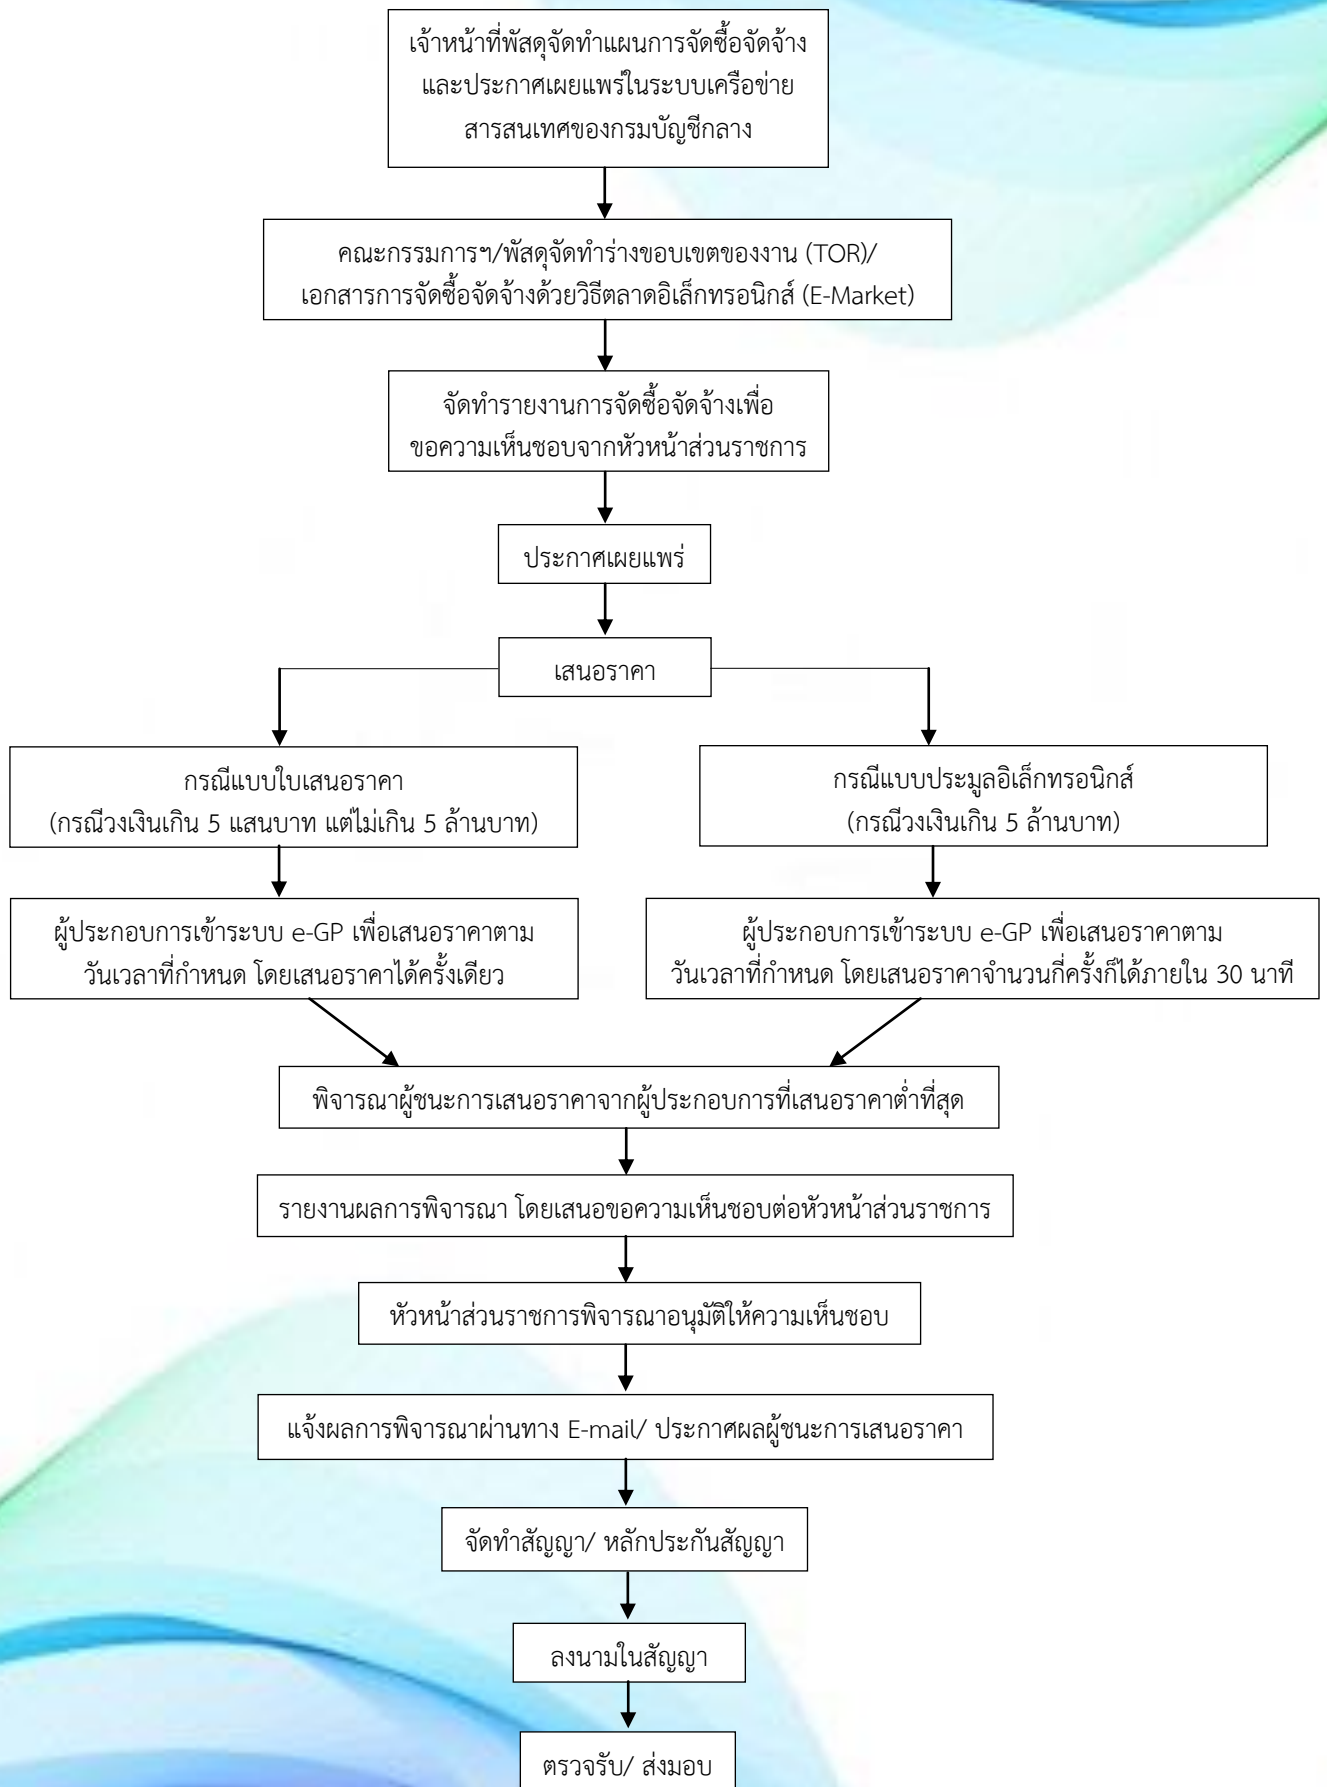 เจ้าหน้าที่พัสดุจัดทำแผนการจัดซื้อจัดจ้าง
และประกาศเผยแพร่ในระบบเครือข่าย
สารสนเทศของกรมบัญชีกลาง
คณะกรรมการฯ/พัสดุจัดทำร่างขอบเขตของงาน (TOR)/
เอกสารการจัดซื้อจัดจ้างด้วยวิธีตลาดอิเล็กทรอนิกส์ (E-Market)
จัดทำรายงานการจัดซื้อจัดจ้างเพื่อ
ขอความเห็นชอบจากหัวหน้าส่วนราชการ
ประกาศเผยแพร่
เสนอราคา
กรณีแบบใบเสนอราคา
(กรณีวงเงินเกิน 5 แสนบาท แต่ไม่เกิน 5 ล้านบาท)
กรณีแบบประมูลอิเล็กทรอนิกส์
(กรณีวงเงินเกิน 5 ล้านบาท)
ผู้ประกอบการเข้าระบบ e-GP เพื่อเสนอราคาตาม
วันเวลาที่กำหนด โดยเสนอราคาได้ครั้งเดียว
ผู้ประกอบการเข้าระบบ e-GP เพื่อเสนอราคาตาม
วันเวลาที่กำหนด โดยเสนอราคาจำนวนกี่ครั้งก็ได้ภายใน 30 นาที
พิจารณาผู้ชนะการเสนอราคาจากผู้ประกอบการที่เสนอราคาต่ำที่สุด
รายงานผลการพิจารณา โดยเสนอขอความเห็นชอบต่อหัวหน้าส่วนราชการ
หัวหน้าส่วนราชการพิจารณาอนุมัติให้ความเห็นชอบ
แจ้งผลการพิจารณาผ่านทาง E-mail/ ประกาศผลผู้ชนะการเสนอราคา
จัดทำสัญญา/ หลักประกันสัญญา
ลงนามในสัญญา
ตรวจรับ/ ส่งมอบ